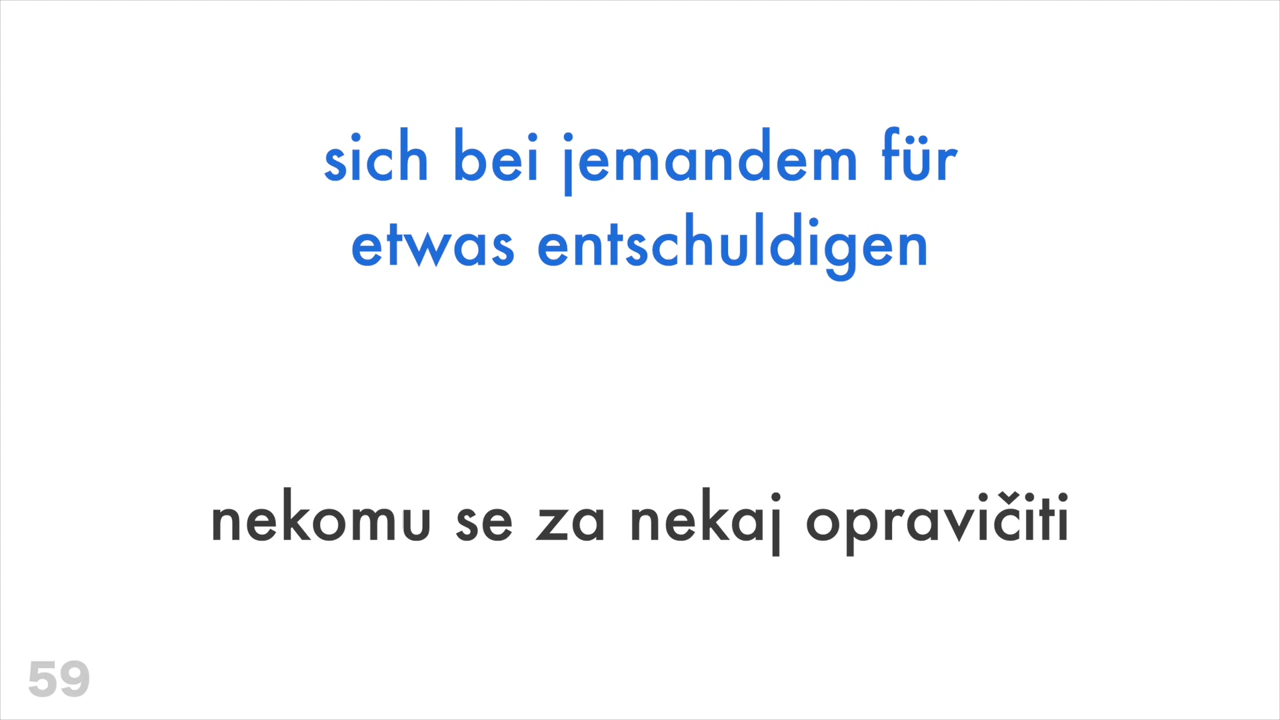 sich bei jemandem für
etwas entschuldigen
nekomu se za nekaj opravičiti
59